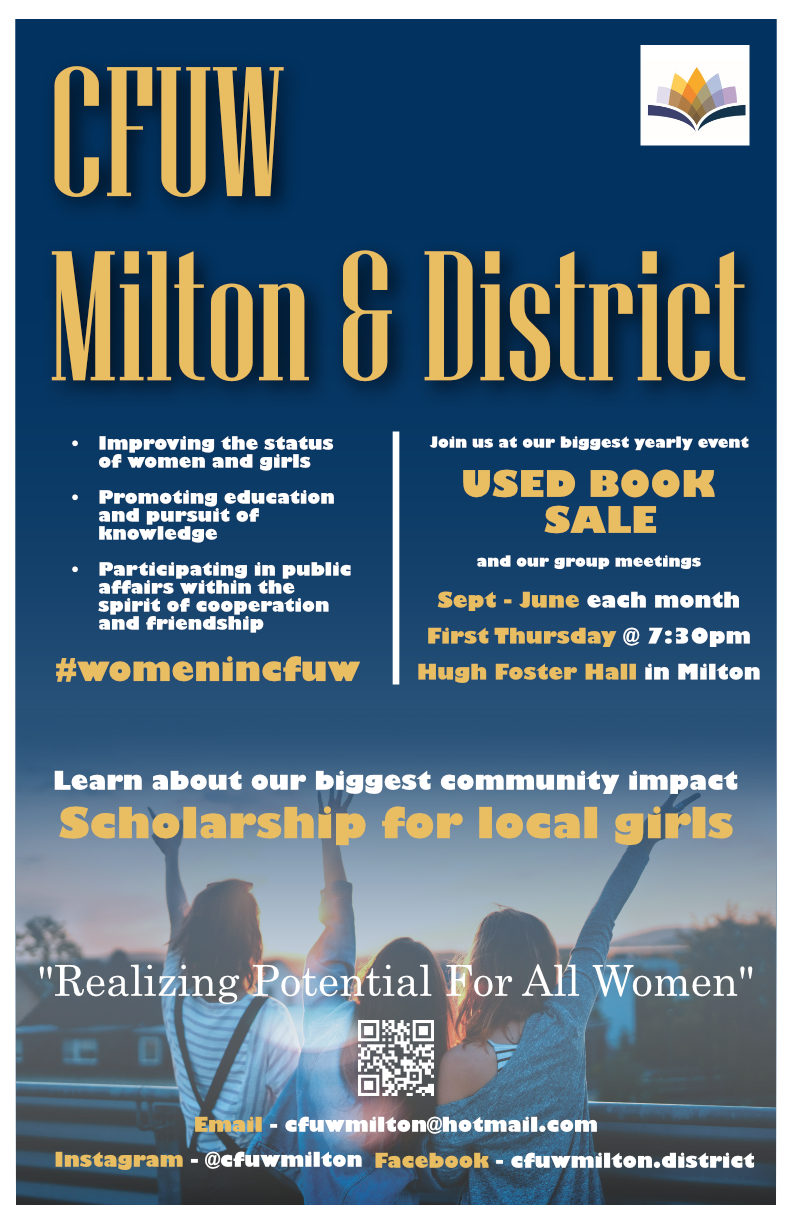 CFUW
Milton & District
• Improving the status
of women and girls
• Promoting education
and pursuit of
knowledge
• Participating in public
affairs within the
spirit of cooperation
and friendship
#womenincfuw
Join us at our biggest yearly event
USED BOOK
SALE
and our group meetings
Sept - June each month
First Thursday @ 7:30pm
Hugh Foster Hall in Milton
Learn about our biggest community impact
Scholarship for local girls
"Realizing Potential For All Women"
Email - cfuwmilton@hotmail.com
Instagram - @cfuwmilton Facebook - cfuwmilton.district